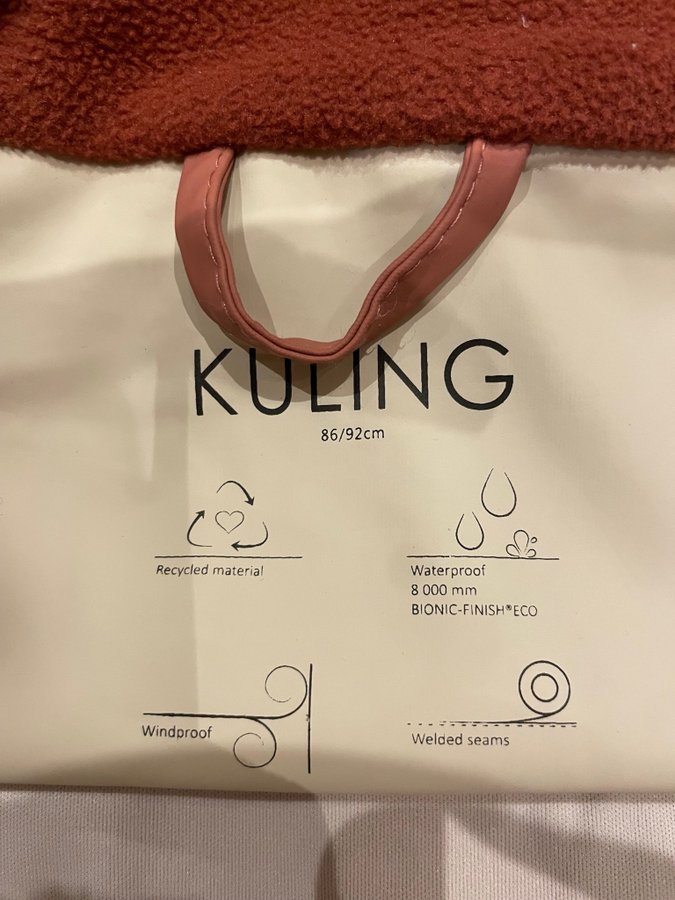 KULING
86/92cm
Recycled material
Waterproof
8 000 mm
BIONIC-FINISH®ECO
Windproof
Welded seams